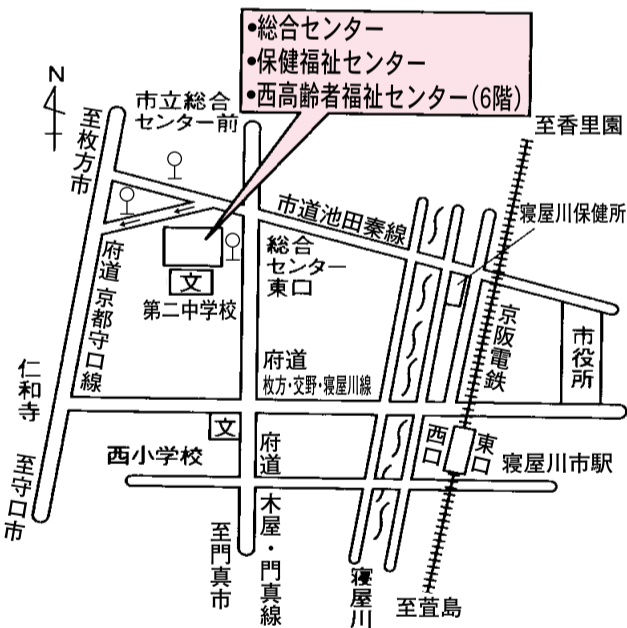 •総合センター
•保健福祉センター
•西高齢者福祉センター(6階)
N
市立総合
センター前
至枚方市
至香里園
市道池田秦線
寝屋川保健所
総合
センター
東口
文
第二中学校
府道 京都守口線
京阪電鉄
市役所
府道
枚方・交野・寝屋川線
仁和寺
文
西小学校
府道 木屋・門真線
西口
東口
寝屋川市駅
至守口市
至門真市
寝屋川
至萱島